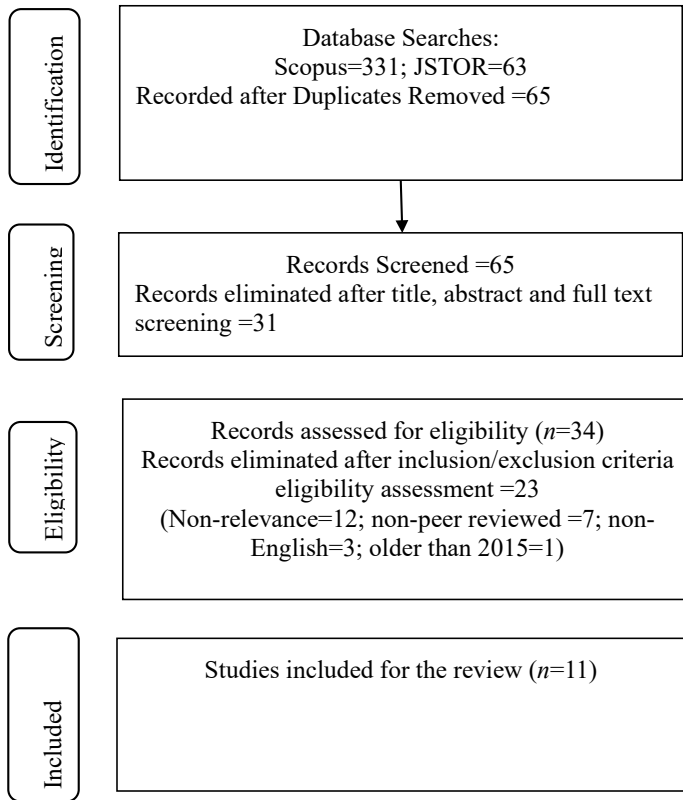 Identification
Database Searches:
Scopus=331; JSTOR=63
Recorded after Duplicates Removed =65
Screening
Records Screened =65
Records eliminated after title, abstract and full text
screening =31
Eligibility
Records assessed for eligibility (n=34)
Records eliminated after inclusion/exclusion criteria
eligibility assessment =23
(Non-relevance=12; non-peer reviewed =7; non-
English=3; older than 2015=1)
Included
Studies included for the review (n=11)